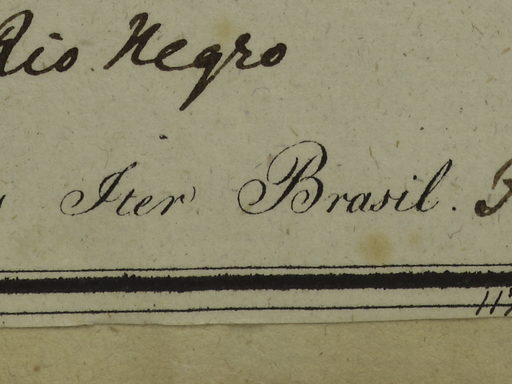 Rio Negro
Iter Brasil.